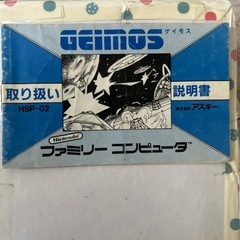 GEimos
ゲイモス
取り扱い
説明書
HSP-02
株式会社アスキー
Nintendo
ファミリー コンピュータ